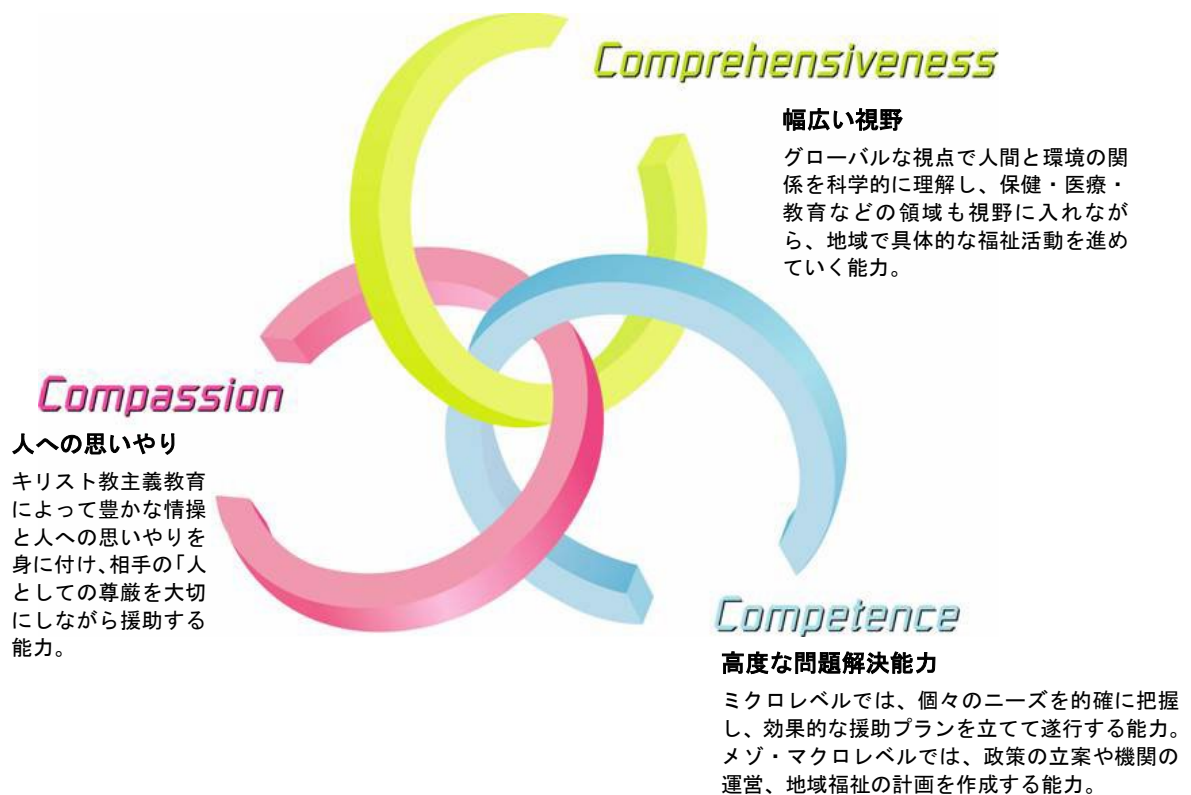 Comprehensiveness
幅広い視野
グローバルな視点で人間と環境の関
係を科学的に理解し、保健・医療・
教育などの領域も視野に入れなが
ら、地域で具体的な福祉活動を進め
ていく能力。
Compassion
人への思いやり
キリスト教主義教育
によって豊かな情操
と人への思いやりを
身に付け、相手の「人
としての尊厳を大切
にしながら援助する
能力。
Competence
高度な問題解決能力
ミクロレベルでは、個々のニーズを的確に把握
し、効果的な援助プランを立てて遂行する能力。
メゾ・マクロレベルでは、政策の立案や機関の
運営、地域福祉の計画を作成する能力。